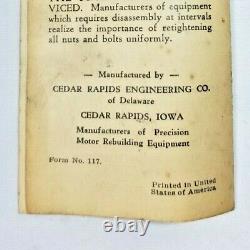 VICED. Manufacturers of equipment
which requires disassembly at intervals
realize the importance of retightening
all nuts and bolts uniformly.
Manufactured by
CEDAR RAPIDS ENGINEERING CO.
of Delaware
CEDAR RAPIDS, IOWA
Manufacturers of Precision
Motor Rebuilding Equipment
Form No. 117.
Printed in United
States of America